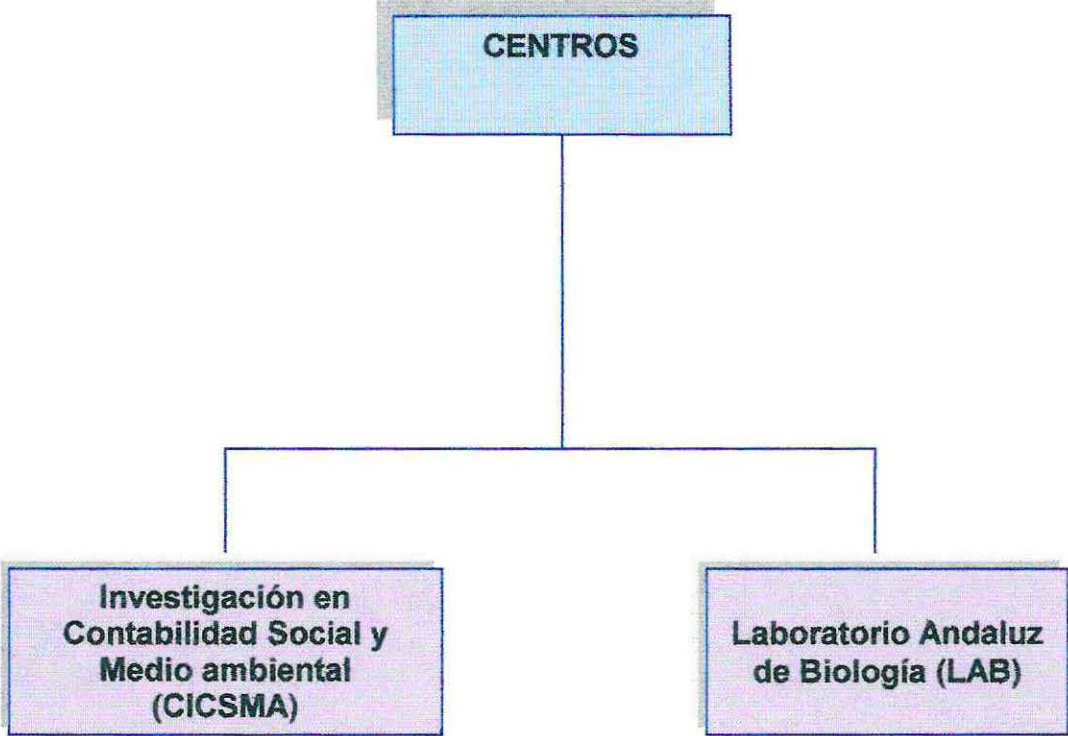 CENTROS
Investigación en
Contabilidad Social y
Medio ambiental
(CICSMA)
Laboratorio Andaluz
de Biología (LAB)